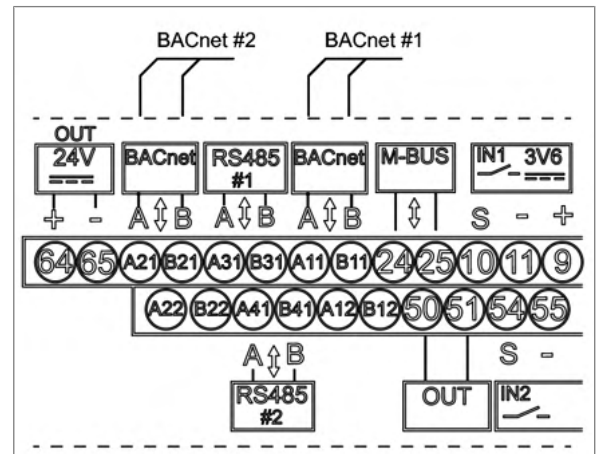 BACnet #2 BACnet #1
OUT
24V BACnet RS485 BACnet M-BUS IN1 3V6
#1
+ - A B A B A B S - +
64 65 A21 B21 A31 B31 A11 B11 24 25 10 11 9
A22 B22 A41 B41 A12 B12 50 51 54 55
A B S -
RS485 OUT IN2
#2